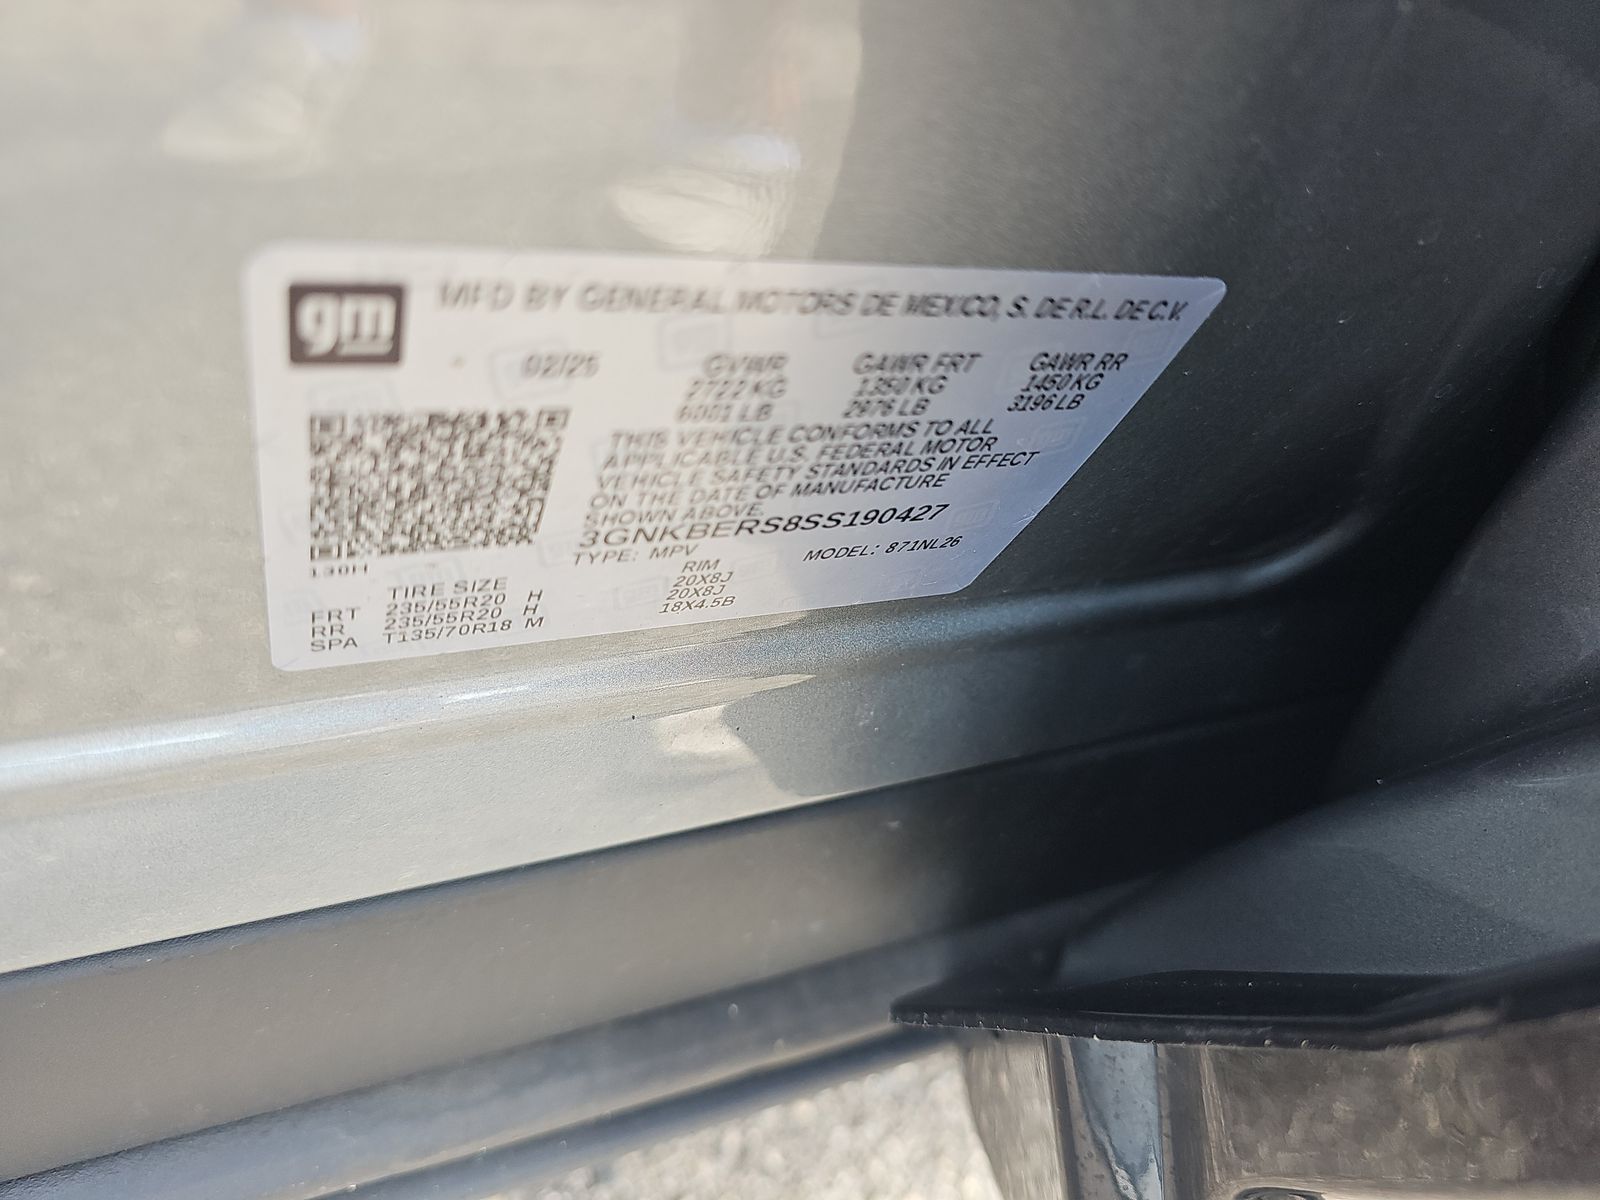 gm
MFD BY GENERAL MOTORS DE MEXICO, S. DE R.L. DE C.V.
02/25 GVWR GAWR FRT GAWR RR
2722 KG 1350 KG 1450 KG
6001 LB 2976 LB 3196 LB
THIS VEHICLE CONFORMS TO ALL
APPLICABLE U.S. FEDERAL MOTOR
VEHICLE SAFETY STANDARDS IN EFFECT
ON THE DATE OF MANUFACTURE
SHOWN ABOVE.
3GNKBERS8SS190427
TYPE: MPV MODEL: 871NL26
130H
TIRE SIZE RIM
FRT 235/55R20 H 20X8J
RR 235/55R20 H 20X8J
SPA T135/70R18 M 18X4.5B